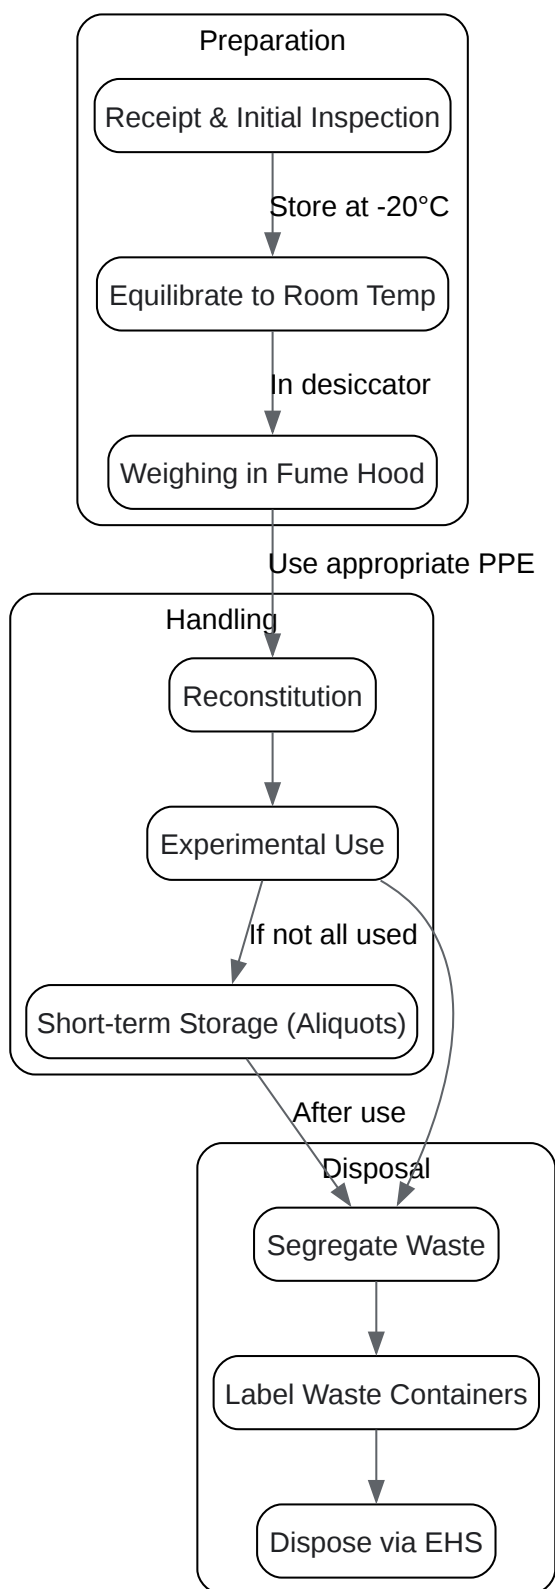 Preparation
Receipt & Initial Inspection
Store at -20°C
Equilibrate to Room Temp
In desiccator
Weighing in Fume Hood
Use appropriate PPE
Handling
Reconstitution
Experimental Use
If not all used
Short-term Storage (Aliquots)
After use
Disposal
Segregate Waste
Label Waste Containers
Dispose via EHS